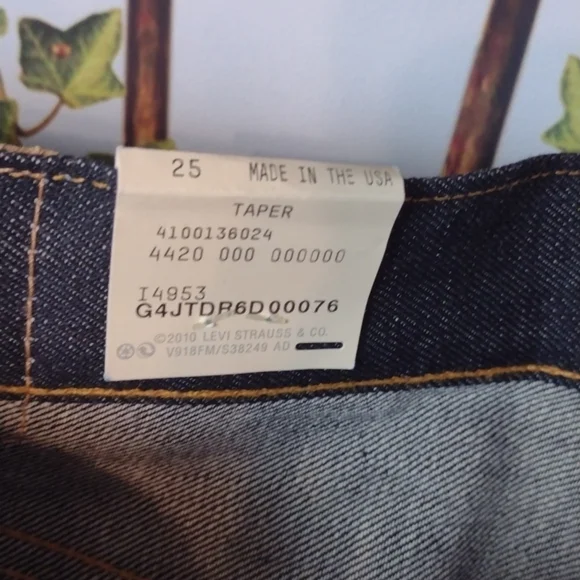 25 MADE IN THE USA
TAPER
4100136024
4420 000 000000
I4953
G4JTDR6D00076
©2010 LEVI STRAUSS & CO.
V918FM/S38249 AD